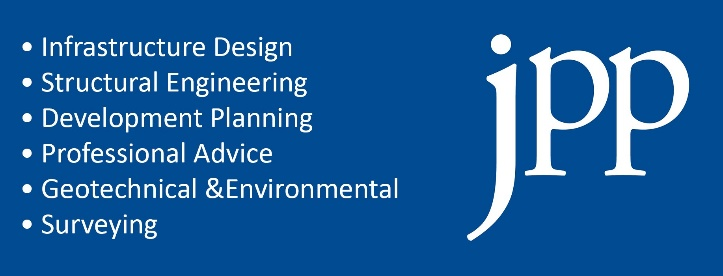 • Infrastructure Design
• Structural Engineering
• Development Planning
• Professional Advice
• Geotechnical &Environmental
• Surveying
jpp